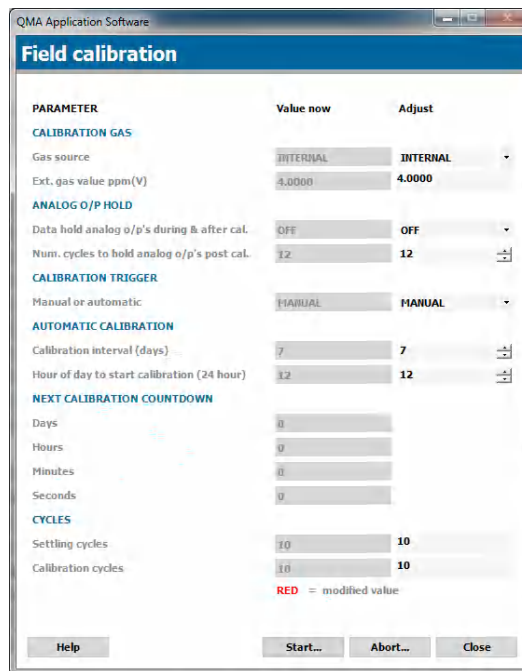 QMA Application Software
Field calibration
PARAMETER Value now Adjust
CALIBRATION GAS
Gas source INTERNAL INTERNAL
Ext. gas value ppm(V) 4.0000 4.0000
ANALOG O/P HOLD
Data hold analog o/p's during & after cal. OFF OFF
Num. cycles to hold analog o/p's post cal. 12 12
CALIBRATION TRIGGER
Manual or automatic MANUAL MANUAL
AUTOMATIC CALIBRATION
Calibration interval (days) 7 7
Hour of day to start calibration (24 hour) 12 12
NEXT CALIBRATION COUNTDOWN
Days 0
Hours 0
Minutes 0
Seconds 0
CYCLES
Settling cycles 10 10
Calibration cycles 10 10
RED = modified value
Help Start... Abort... Close